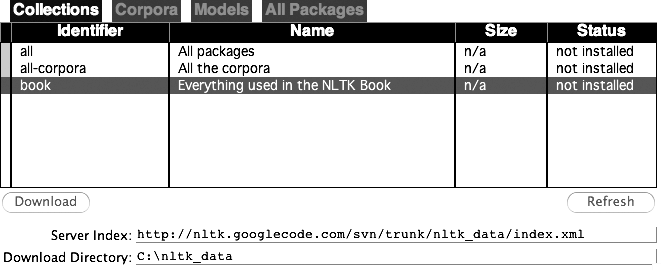 Collections Corpora Models All Packages
Identifier Name Size Status
all All packages n/a not installed
all-corpora All the corpora n/a not installed
book Everything used in the NLTK Book n/a not installed
Download Refresh
Server Index: http://nltk.googlecode.com/svn/trunk/nltk_data/index.xml
Download Directory: C:\nltk_data